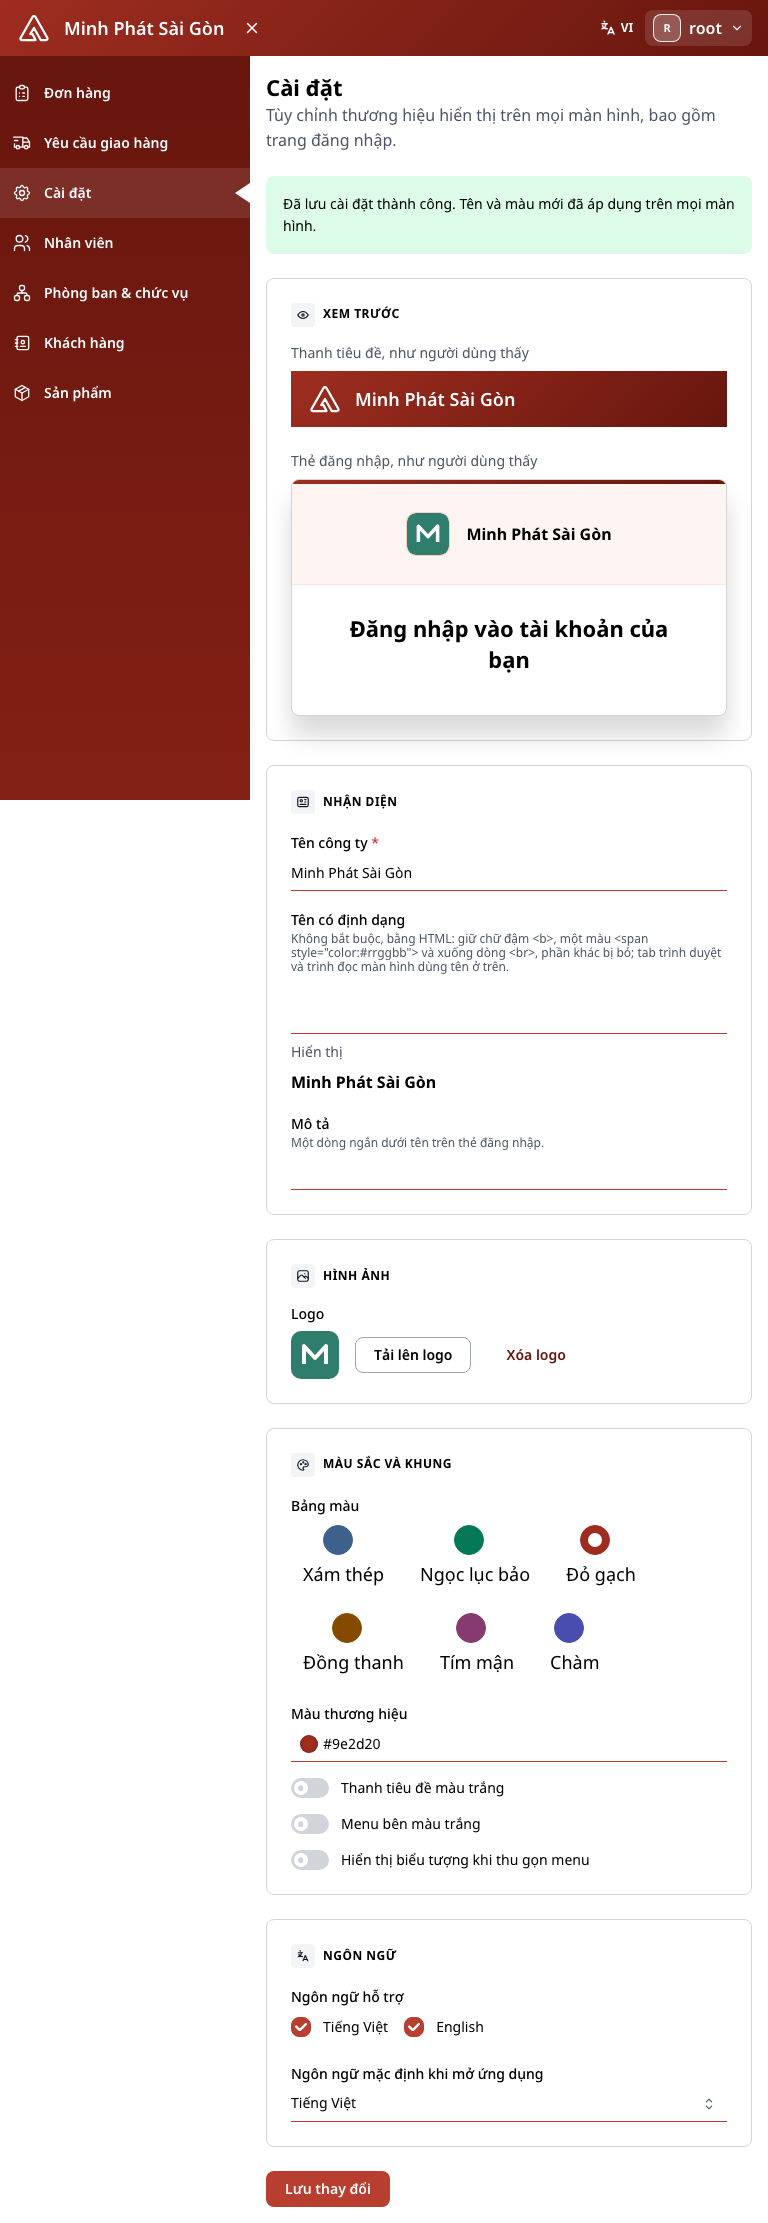 Minh Phát Sài Gòn
VI
R
root
Đơn hàng
Yêu cầu giao hàng
Cài đặt
Nhân viên
Phòng ban & chức vụ
Khách hàng
Sản phẩm
Cài đặt
Tùy chỉnh thương hiệu hiển thị trên mọi màn hình, bao gồm
trang đăng nhập.
Đã lưu cài đặt thành công. Tên và màu mới đã áp dụng trên mọi màn
hình.
XEM TRƯỚC
Thanh tiêu đề, như người dùng thấy
Minh Phát Sài Gòn
Thẻ đăng nhập, như người dùng thấy
M
Minh Phát Sài Gòn
Đăng nhập vào tài khoản của
bạn
NHẬN DIỆN
Tên công ty *
Minh Phát Sài Gòn
Tên có định dạng
Không bắt buộc, bằng HTML: giữ chữ đậm <b>, một màu <span
style="color:#rrggbb"> và xuống dòng <br>, phần khác bị bỏ; tab trình duyệt
và trình đọc màn hình dùng tên ở trên.
Hiển thị
Minh Phát Sài Gòn
Mô tả
Một dòng ngắn dưới tên trên thẻ đăng nhập.
HÌNH ẢNH
Logo
M
Tải lên logo
Xóa logo
MÀU SẮC VÀ KHUNG
Bảng màu
Xám thép
Ngọc lục bảo
Đỏ gạch
Đồng thanh
Tím mận
Chàm
Màu thương hiệu
#9e2d20
Thanh tiêu đề màu trắng
Menu bên màu trắng
Hiển thị biểu tượng khi thu gọn menu
NGÔN NGỮ
Ngôn ngữ hỗ trợ
Tiếng Việt
English
Ngôn ngữ mặc định khi mở ứng dụng
Tiếng Việt
Lưu thay đổi